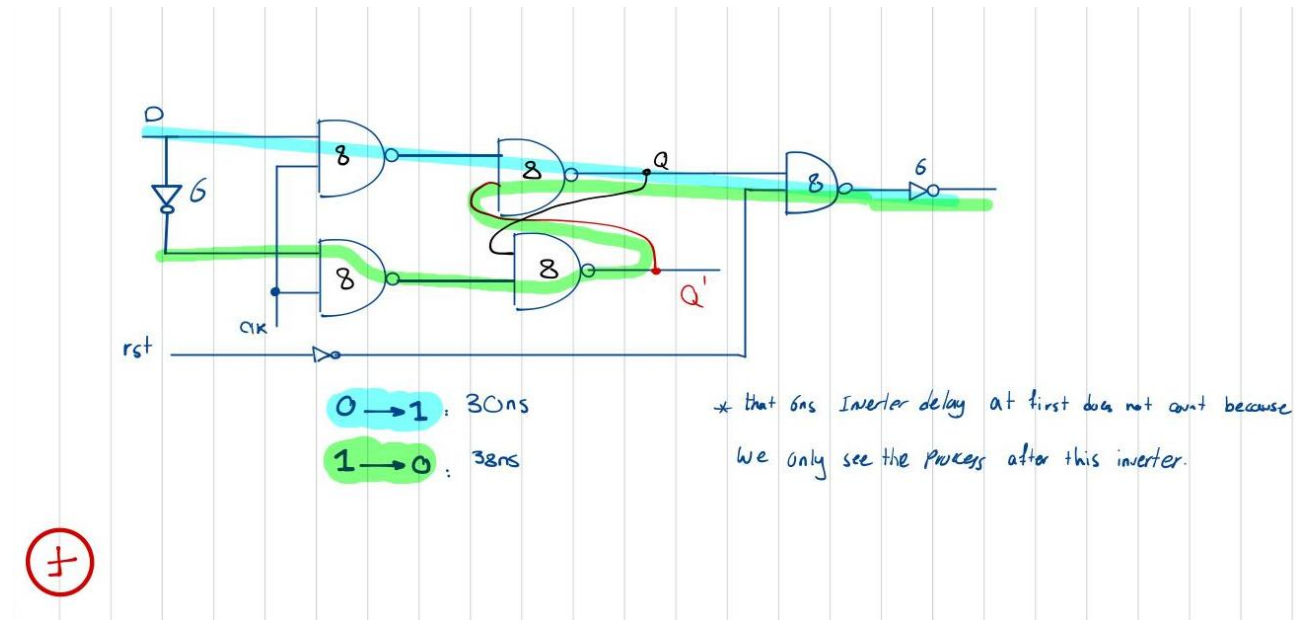 D
8
8
Q
8
6
6
8
8
Q'
clk
rst
0 → 1 : 30ns
1 → 0 : 38ns
* that 6ns Inverter delay at first does not count because
we only see the process after this inverter.
+